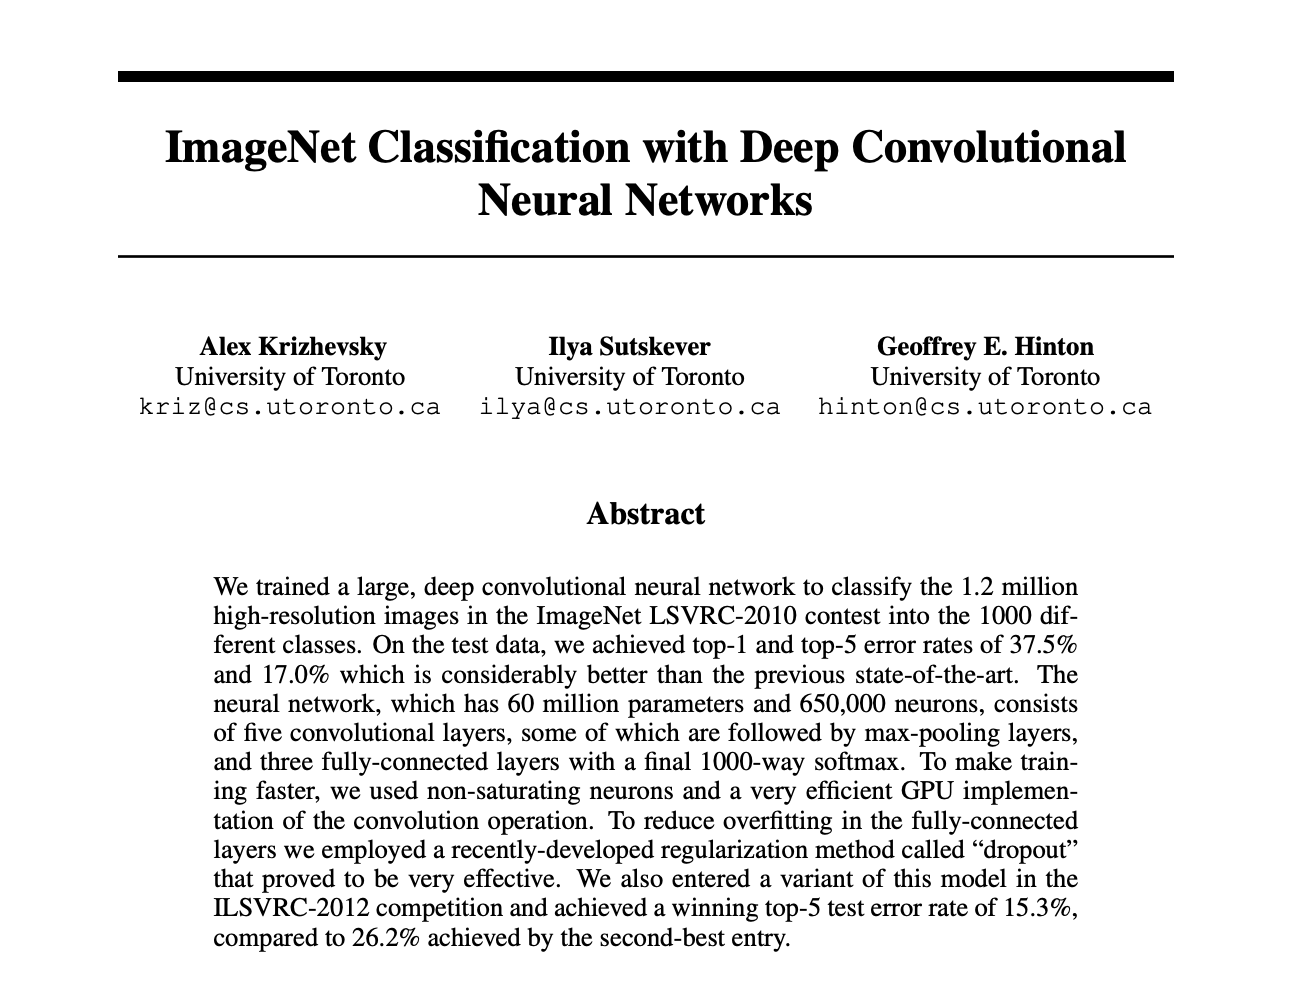 ImageNet Classification with Deep Convolutional
Neural Networks
Alex Krizhevsky
University of Toronto
kriz@cs.utoronto.ca
Ilya Sutskever
University of Toronto
ilya@cs.utoronto.ca
Geoffrey E. Hinton
University of Toronto
hinton@cs.utoronto.ca
Abstract
We trained a large, deep convolutional neural network to classify the 1.2 million
high-resolution images in the ImageNet LSVRC-2010 contest into the 1000 dif-
ferent classes. On the test data, we achieved top-1 and top-5 error rates of 37.5%
and 17.0% which is considerably better than the previous state-of-the-art. The
neural network, which has 60 million parameters and 650,000 neurons, consists
of five convolutional layers, some of which are followed by max-pooling layers,
and three fully-connected layers with a final 1000-way softmax. To make train-
ing faster, we used non-saturating neurons and a very efficient GPU implemen-
tation of the convolution operation. To reduce overfitting in the fully-connected
layers we employed a recently-developed regularization method called “dropout”
that proved to be very effective. We also entered a variant of this model in the
ILSVRC-2012 competition and achieved a winning top-5 test error rate of 15.3%,
compared to 26.2% achieved by the second-best entry.